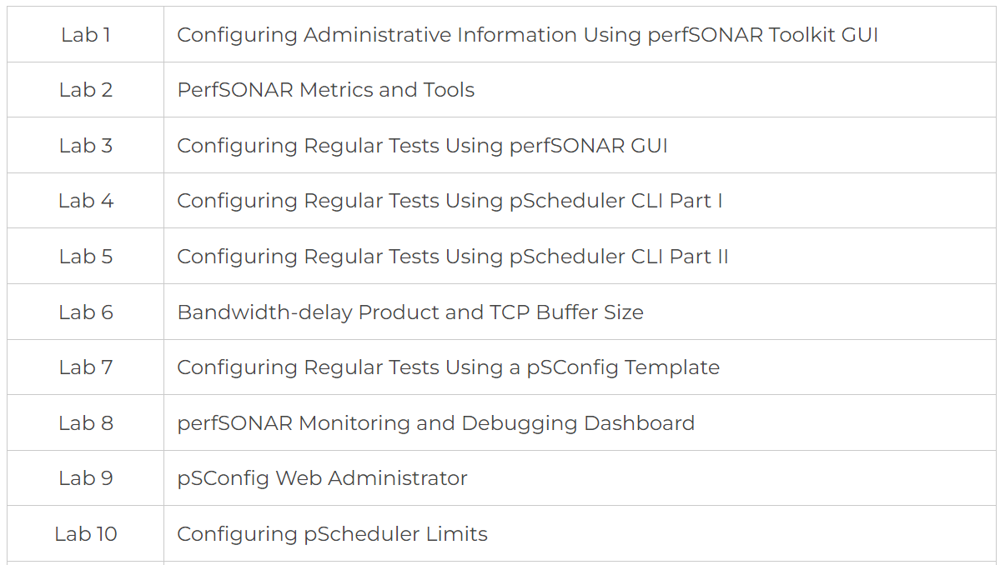 Lab 1 Configuring Administrative Information Using perfSONAR Toolkit GUI
Lab 2 PerfSONAR Metrics and Tools
Lab 3 Configuring Regular Tests Using perfSONAR GUI
Lab 4 Configuring Regular Tests Using pScheduler CLI Part I
Lab 5 Configuring Regular Tests Using pScheduler CLI Part II
Lab 6 Bandwidth-delay Product and TCP Buffer Size
Lab 7 Configuring Regular Tests Using a pSConfig Template
Lab 8 perfSONAR Monitoring and Debugging Dashboard
Lab 9 pSConfig Web Administrator
Lab 10 Configuring pScheduler Limits